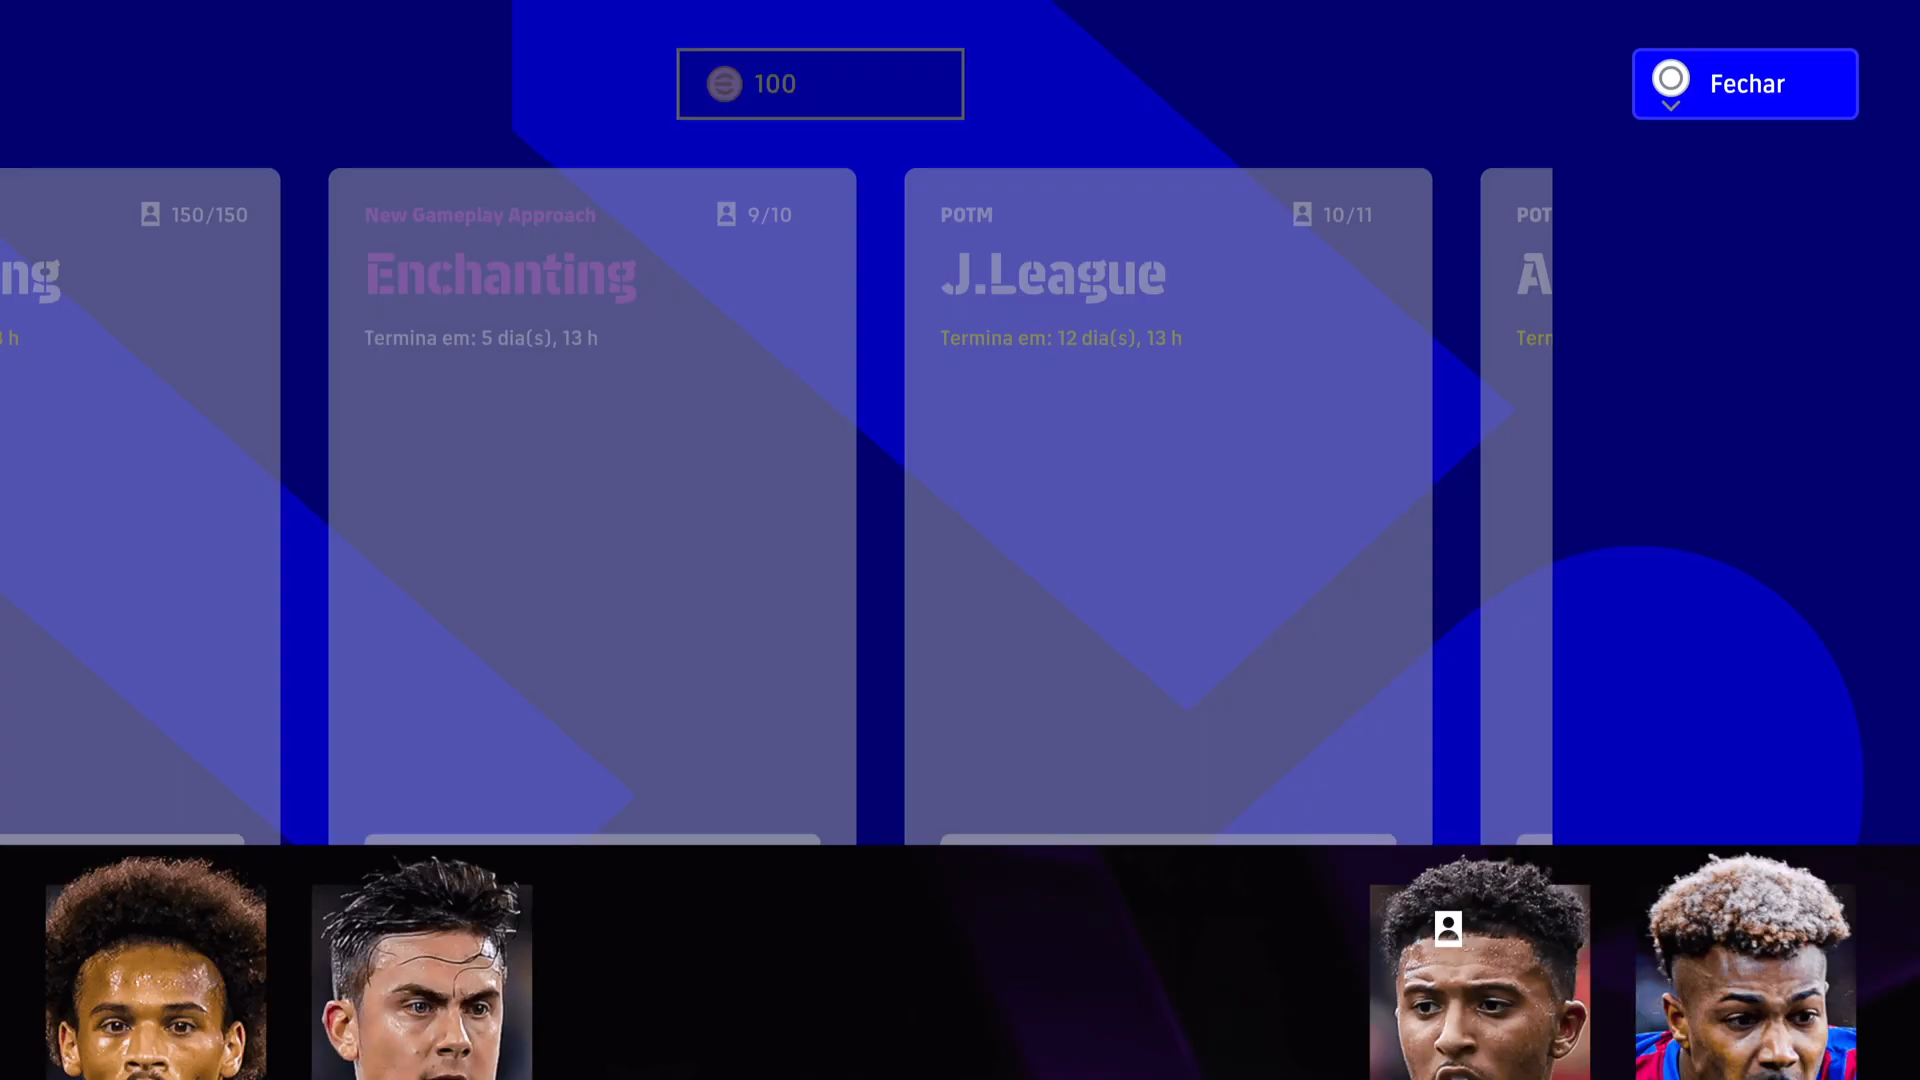 100
Fechar
150/150
ng
h
New Gameplay Approach
9/10
Enchanting
Termina em: 5 dia(s), 13 h
POTM
10/11
J.League
Termina em: 12 dia(s), 13 h
POT
A